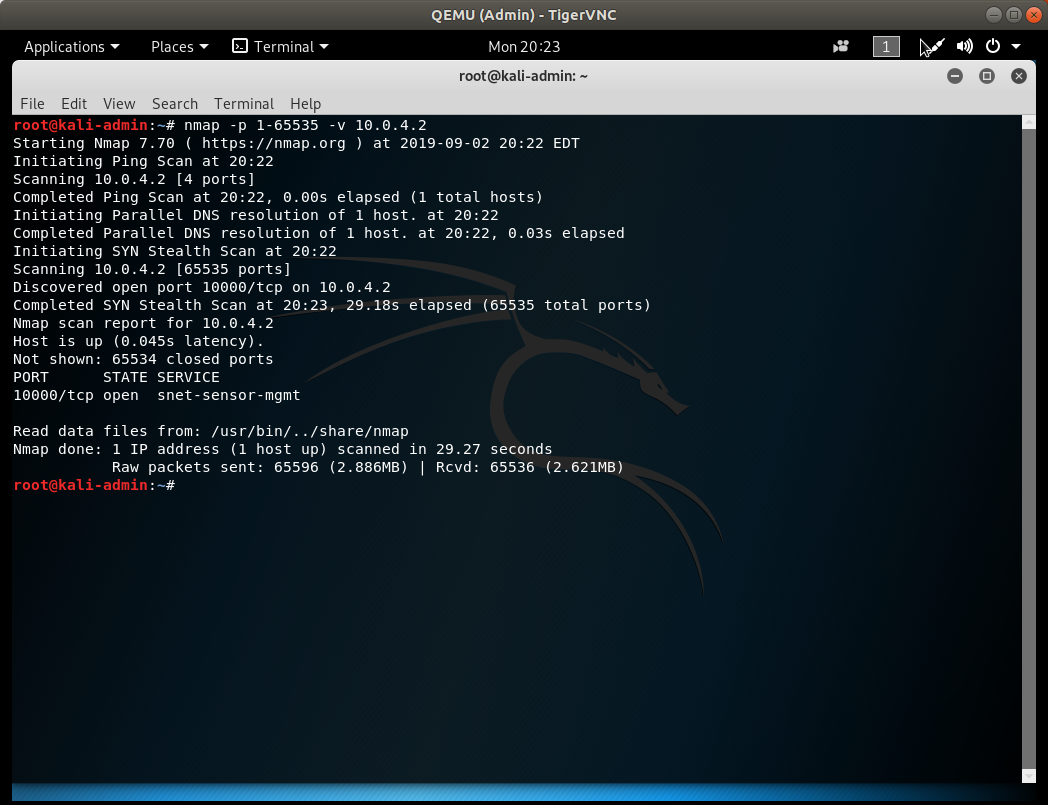 QEMU (Admin) - TigerVNC
Applications Places Terminal Mon 20:23 1
root@kali-admin: ~
File Edit View Search Terminal Help
root@kali-admin:~# nmap -p 1-65535 -v 10.0.4.2
Starting Nmap 7.70 ( https://nmap.org ) at 2019-09-02 20:22 EDT
Initiating Ping Scan at 20:22
Scanning 10.0.4.2 [4 ports]
Completed Ping Scan at 20:22, 0.00s elapsed (1 total hosts)
Initiating Parallel DNS resolution of 1 host. at 20:22
Completed Parallel DNS resolution of 1 host. at 20:22, 0.03s elapsed
Initiating SYN Stealth Scan at 20:22
Scanning 10.0.4.2 [65535 ports]
Discovered open port 10000/tcp on 10.0.4.2
Completed SYN Stealth Scan at 20:23, 29.18s elapsed (65535 total ports)
Nmap scan report for 10.0.4.2
Host is up (0.045s latency).
Not shown: 65534 closed ports
PORT      STATE SERVICE
10000/tcp open  snet-sensor-mgmt

Read data files from: /usr/bin/../share/nmap
Nmap done: 1 IP address (1 host up) scanned in 29.27 seconds
           Raw packets sent: 65596 (2.886MB) | Rcvd: 65536 (2.621MB)
root@kali-admin:~#